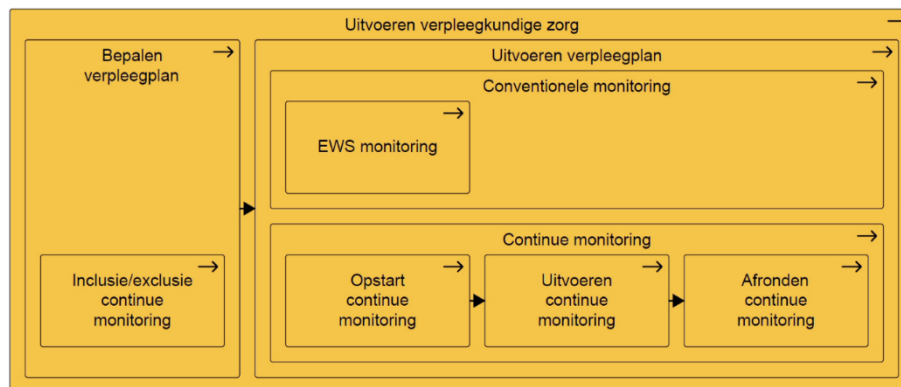 Uitvoeren verpleegkundige zorg
Bepalen
verpleegplan
Inclusie/exclusie
continue
monitoring
Uitvoeren verpleegplan
Conventionele monitoring
EWS monitoring
Continue monitoring
Opstart
continue
monitoring
Uitvoeren
continue
monitoring
Afronden
continue
monitoring